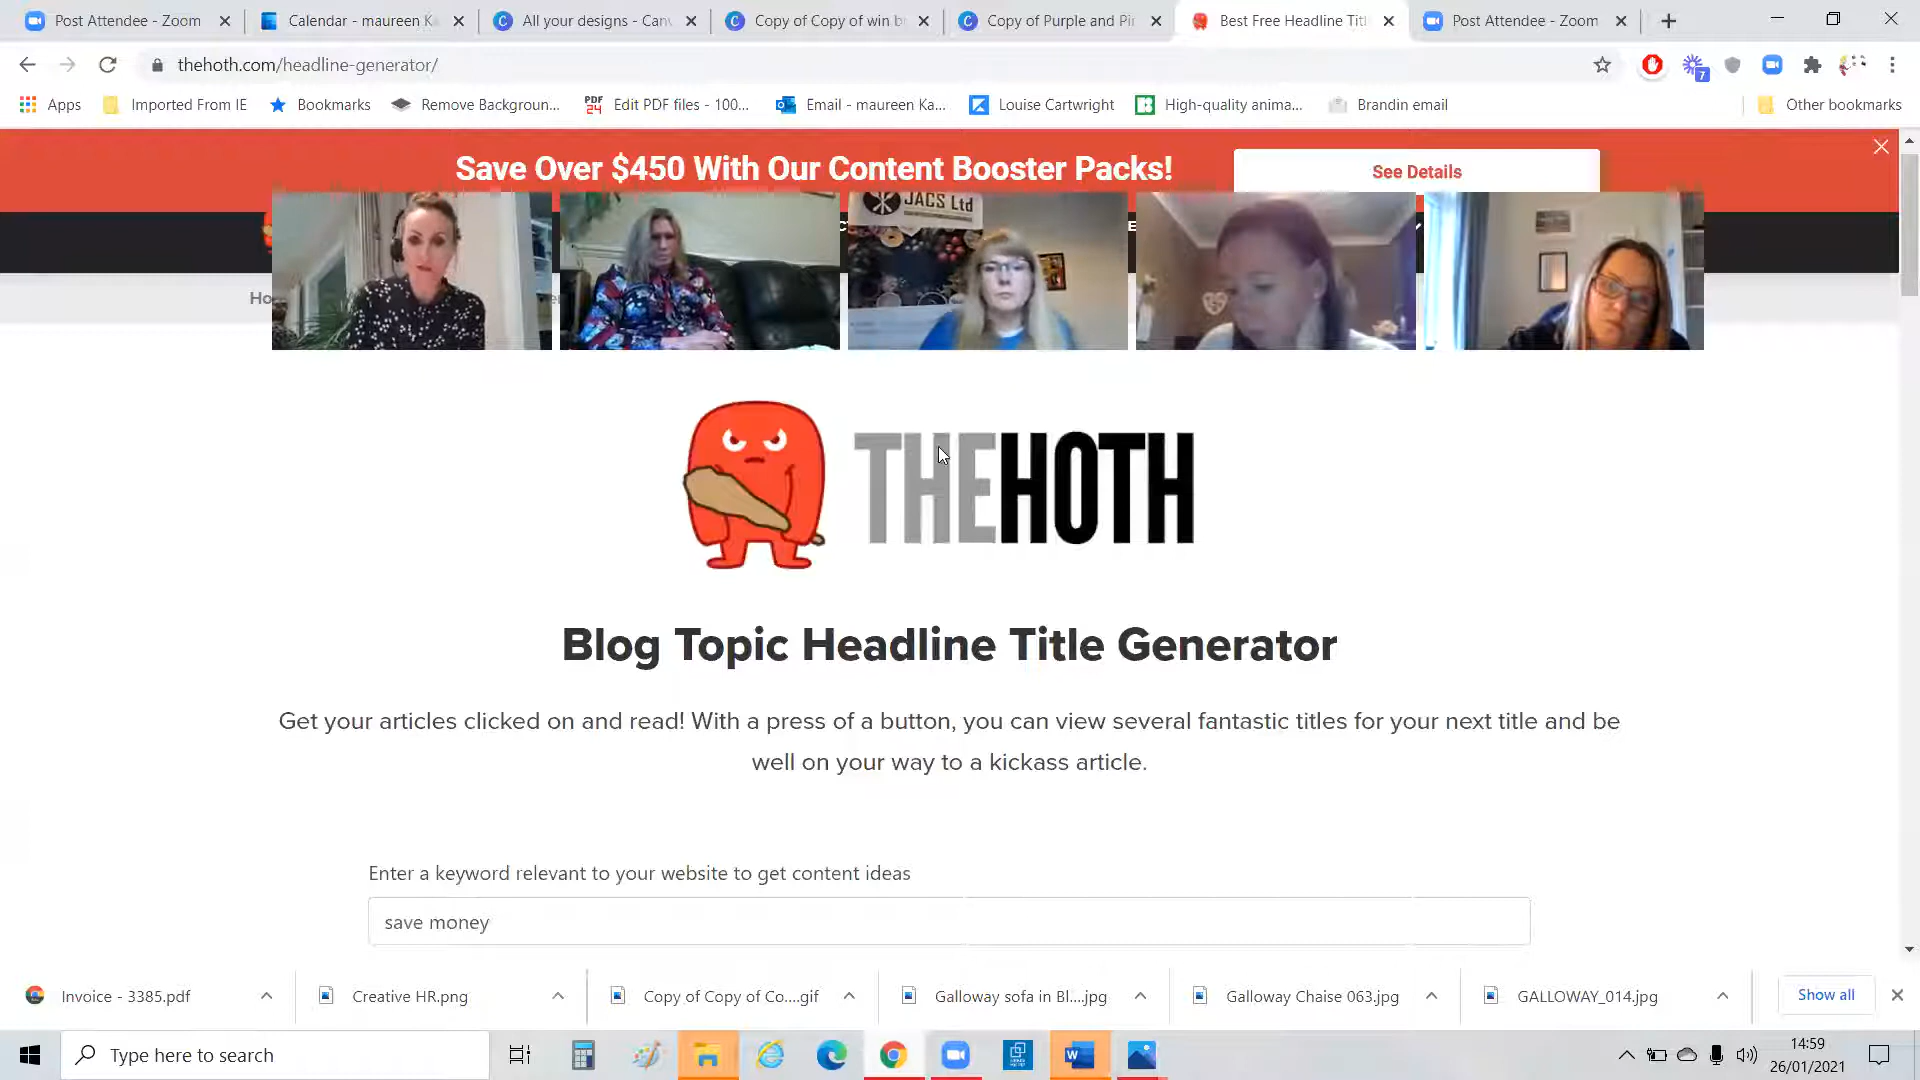 Post Attendee - Zoom
Calendar - maureen Ka
All your designs - Can
Copy of Copy of win b
Copy of Purple and Pi
Best Free Headline Titl
Post Attendee - Zoom
thehoth.com/headline-generator/
7
Apps
Imported From IE
Bookmarks
Remove Backgroun...
PDF 24
Edit PDF files - 100...
Email - maureen Ka...
Louise Cartwright
High-quality anima...
Brandin email
Other bookmarks
Save Over $450 With Our Content Booster Packs!
See Details
JACS Ltd
Ho
THEHOTH
Blog Topic Headline Title Generator
Get your articles clicked on and read! With a press of a button, you can view several fantastic titles for your next title and be
well on your way to a kickass article.
Enter a keyword relevant to your website to get content ideas
save money
Invoice - 3385.pdf
Creative HR.png
Copy of Copy of Co....gif
Galloway sofa in Bl....jpg
Galloway Chaise 063.jpg
GALLOWAY_014.jpg
Show all
Type here to search
14:59
26/01/2021